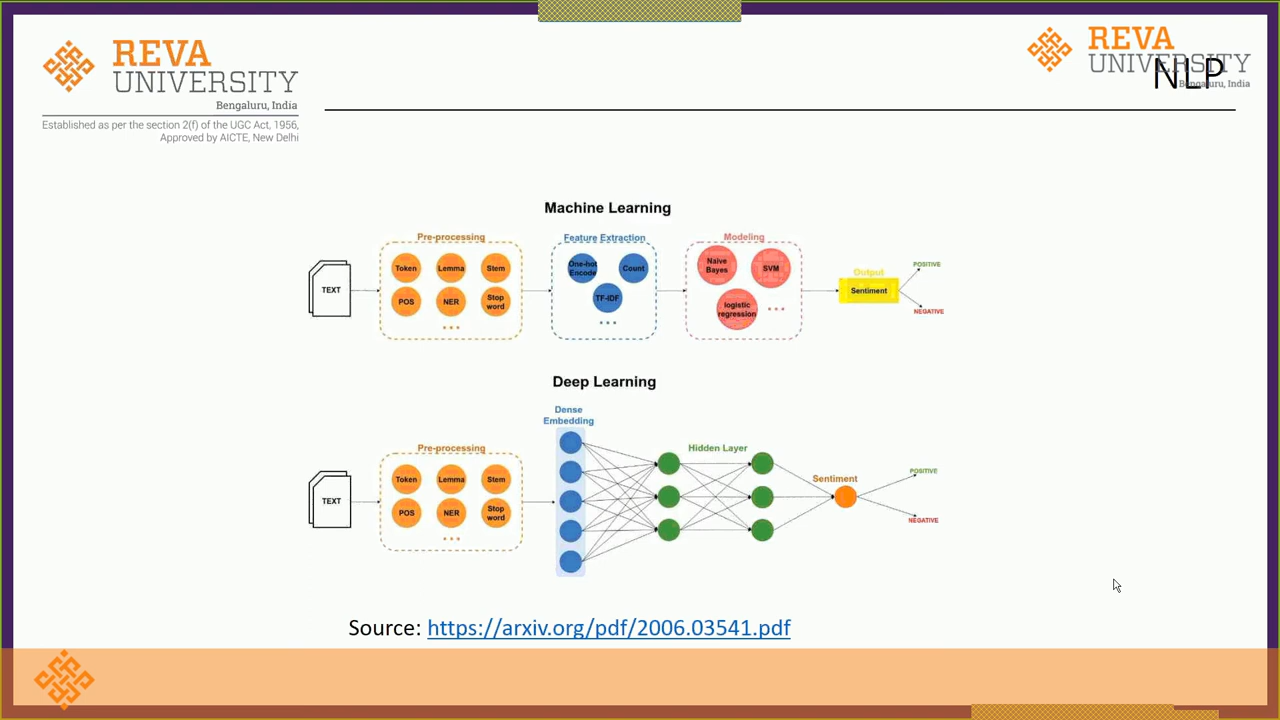 REVA
UNIVERSITY
Bengaluru, India
Established as per the section 2(f) of the UGC Act, 1956,
Approved by AICTE, New Delhi
REVA
UNIVERSITY
Bengaluru, India
NLP
Machine Learning
Pre-processing
Feature Extraction
Modeling
TEXT
Token
Lemma
Stem
POS
NER
Stop
word
...
One-hot
Encode
Count
TF-IDF
...
Naive
Bayes
SVM
logistic
regression
...
Output
Sentiment
POSITIVE
NEGATIVE
Deep Learning
Pre-processing
Dense
Embedding
Hidden Layer
Sentiment
TEXT
Token
Lemma
Stem
POS
NER
Stop
word
...
POSITIVE
NEGATIVE
Source: https://arxiv.org/pdf/2006.03541.pdf